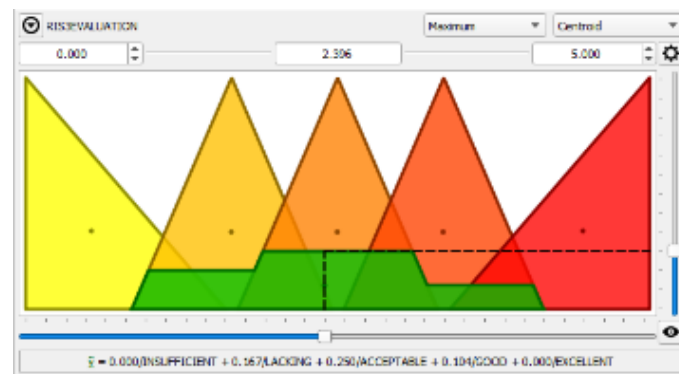 RIS3EVALUATION Maximum Centroid
0.000 2.396 5.000
ỹ = 0.000/INSUFFICIENT + 0.167/LACKING + 0.250/ACCEPTABLE + 0.104/GOOD + 0.000/EXCELLENT